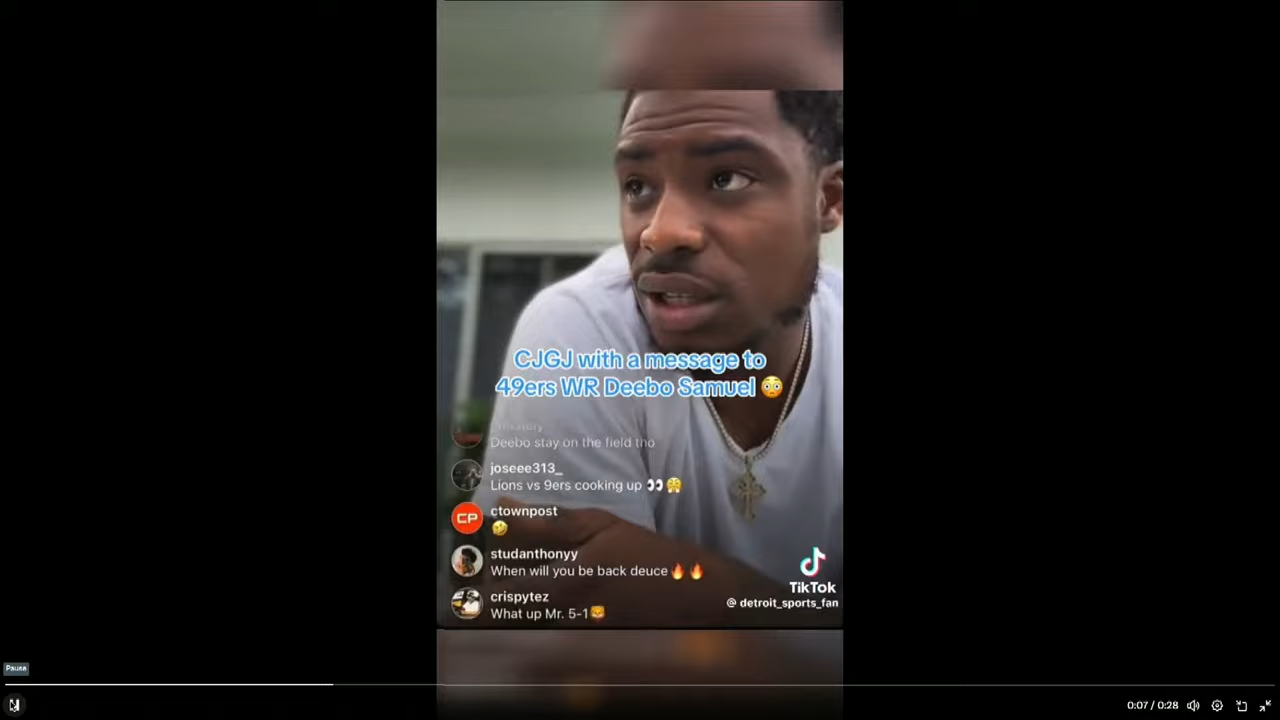 CJGJ with a message to
49ers WR Deebo Samuel 😳
Deebo stay on the field tho
joseee313_
Lions vs 9ers cooking up 👀😤
CP
ctownpost
🤣
studanthonyy
When will you be back deuce🔥🔥
crispytez
What up Mr. 5-1🦁
TikTok
@ detroit_sports_fan
Pause
0:07 / 0:28